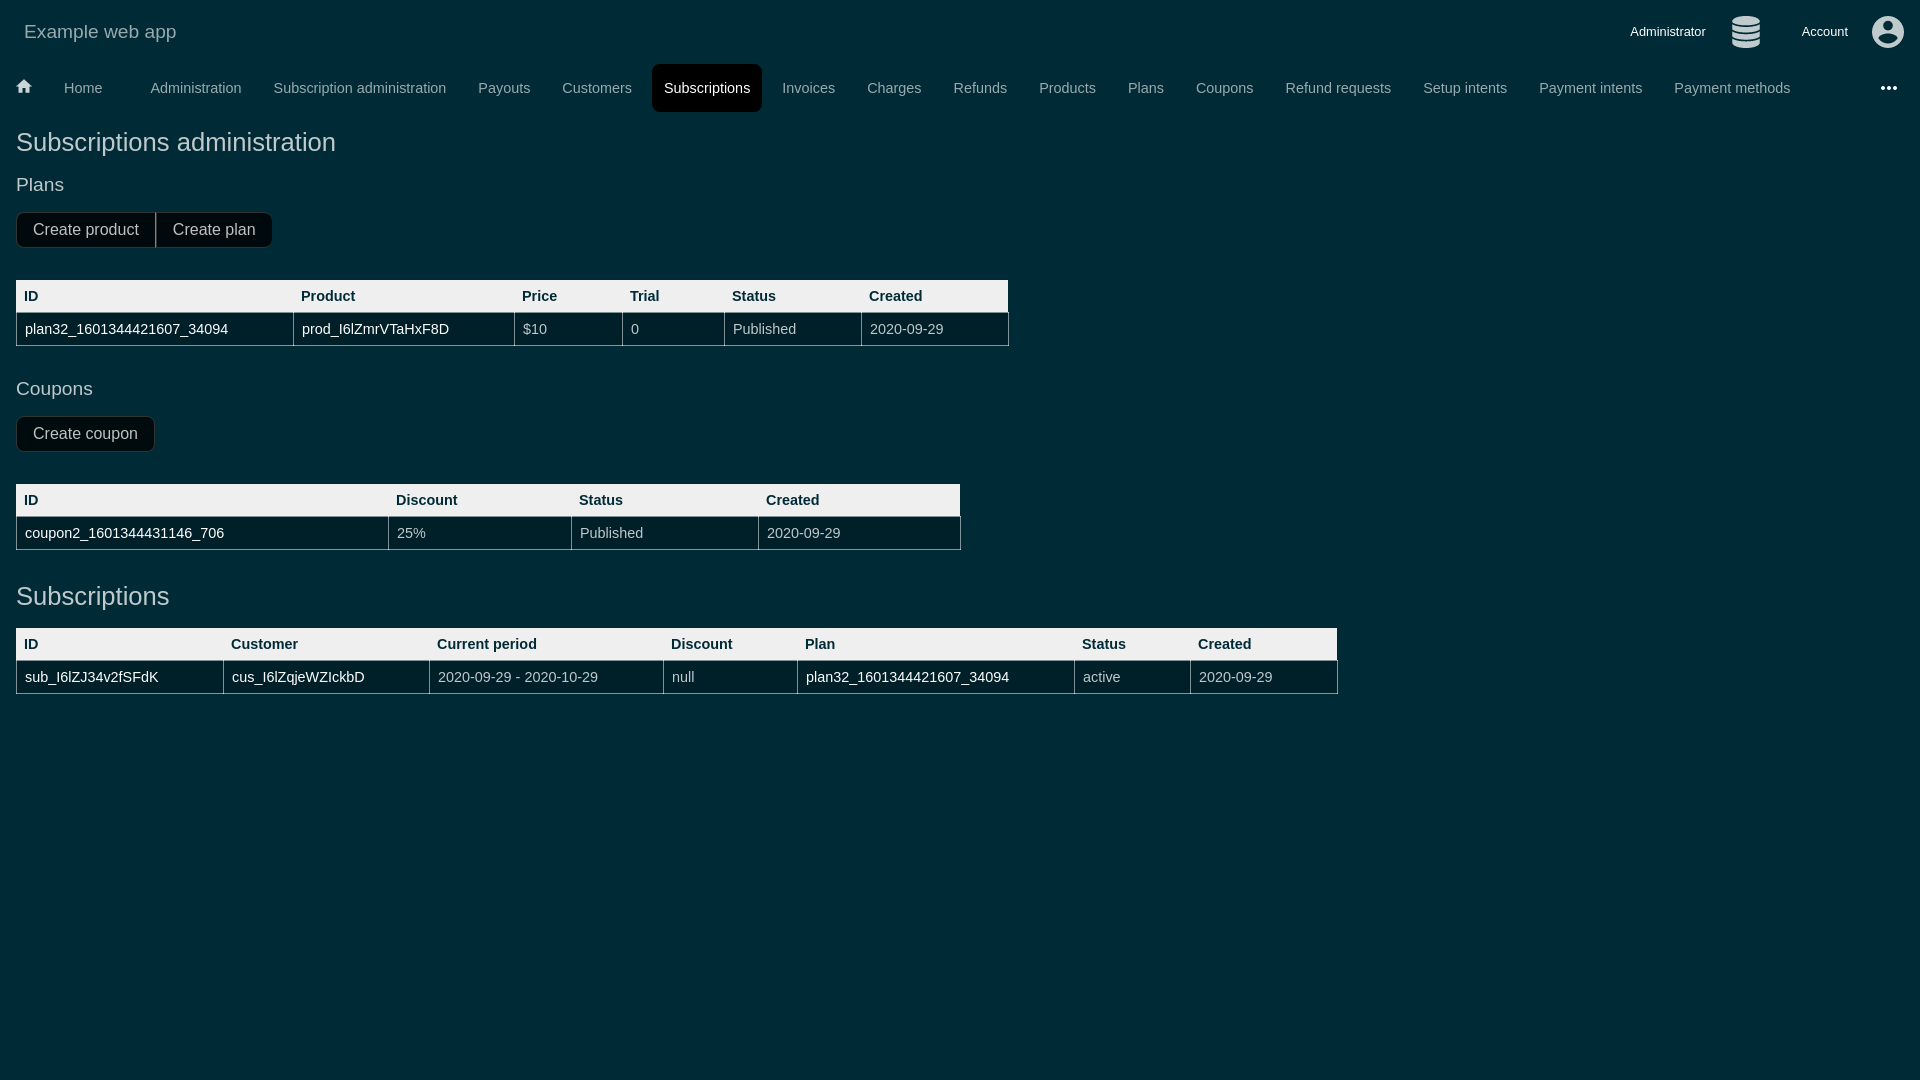 Example web app
Administrator
Account
Home Administration Subscription administration Payouts Customers Subscriptions Invoices Charges Refunds Products Plans Coupons Refund requests Setup intents Payment intents Payment methods
Subscriptions administration
Plans
Create product Create plan
ID Product Price Trial Status Created
plan32_1601344421607_34094 prod_I6lZmrVTaHxF8D $10 0 Published 2020-09-29
Coupons
Create coupon
ID Discount Status Created
coupon2_1601344431146_706 25% Published 2020-09-29
Subscriptions
ID Customer Current period Discount Plan Status Created
sub_I6lZJ34v2fSFdK cus_I6lZqjeWZIckbD 2020-09-29 - 2020-10-29 null plan32_1601344421607_34094 active 2020-09-29